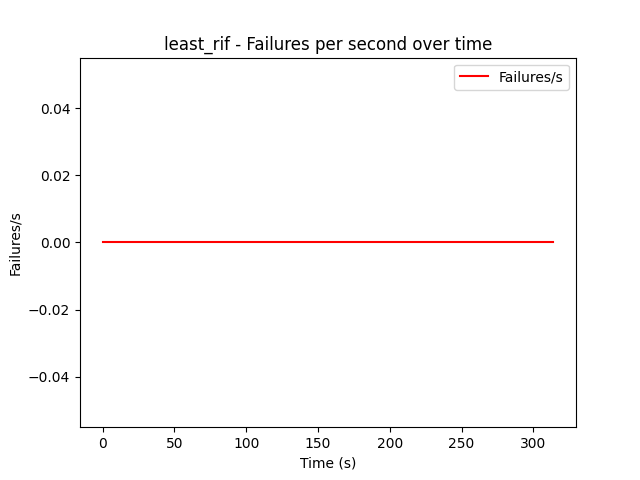 least_rif - Failures per second over time
Failures/s
Failures/s
0.04
0.02
0.00
−0.02
−0.04
0 50 100 150 200 250 300
Time (s)